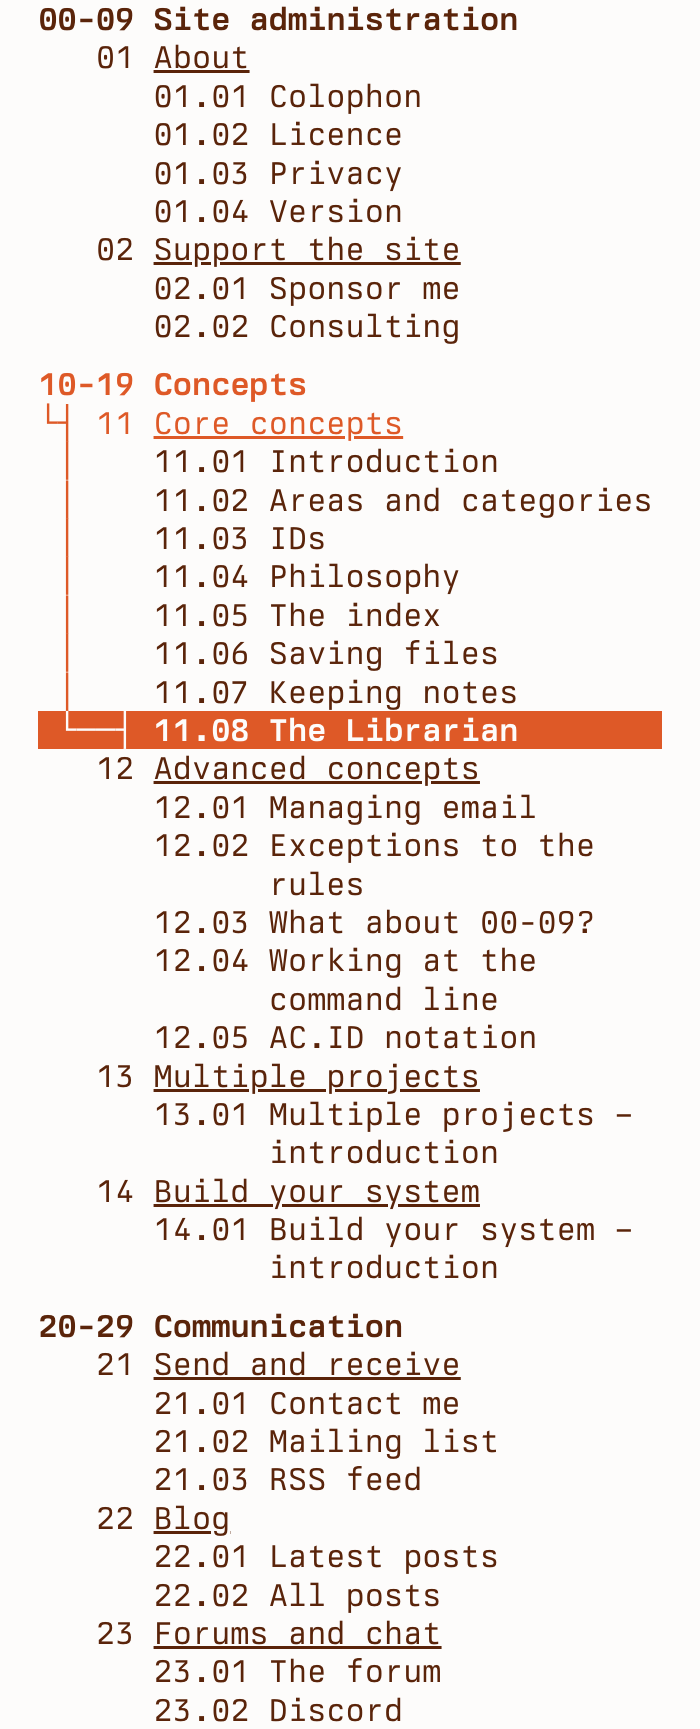 00-09 Site administration
01 About
01.01 Colophon
01.02 Licence
01.03 Privacy
01.04 Version
02 Support the site
02.01 Sponsor me
02.02 Consulting
10-19 Concepts
11 Core concepts
11.01 Introduction
11.02 Areas and categories
11.03 IDs
11.04 Philosophy
11.05 The index
11.06 Saving files
11.07 Keeping notes
11.08 The Librarian
12 Advanced concepts
12.01 Managing email
12.02 Exceptions to the
rules
12.03 What about 00-09?
12.04 Working at the
command line
12.05 AC.ID notation
13 Multiple projects
13.01 Multiple projects –
introduction
14 Build your system
14.01 Build your system –
introduction
20-29 Communication
21 Send and receive
21.01 Contact me
21.02 Mailing list
21.03 RSS feed
22 Blog
22.01 Latest posts
22.02 All posts
23 Forums and chat
23.01 The forum
23.02 Discord